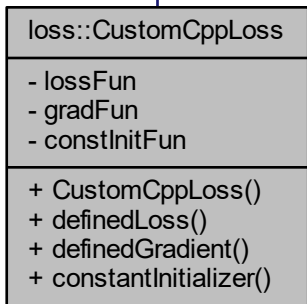 loss::CustomCppLoss
- lossFun
- gradFun
- constInitFun
+ CustomCppLoss()
+ definedLoss()
+ definedGradient()
+ constantInitializer()